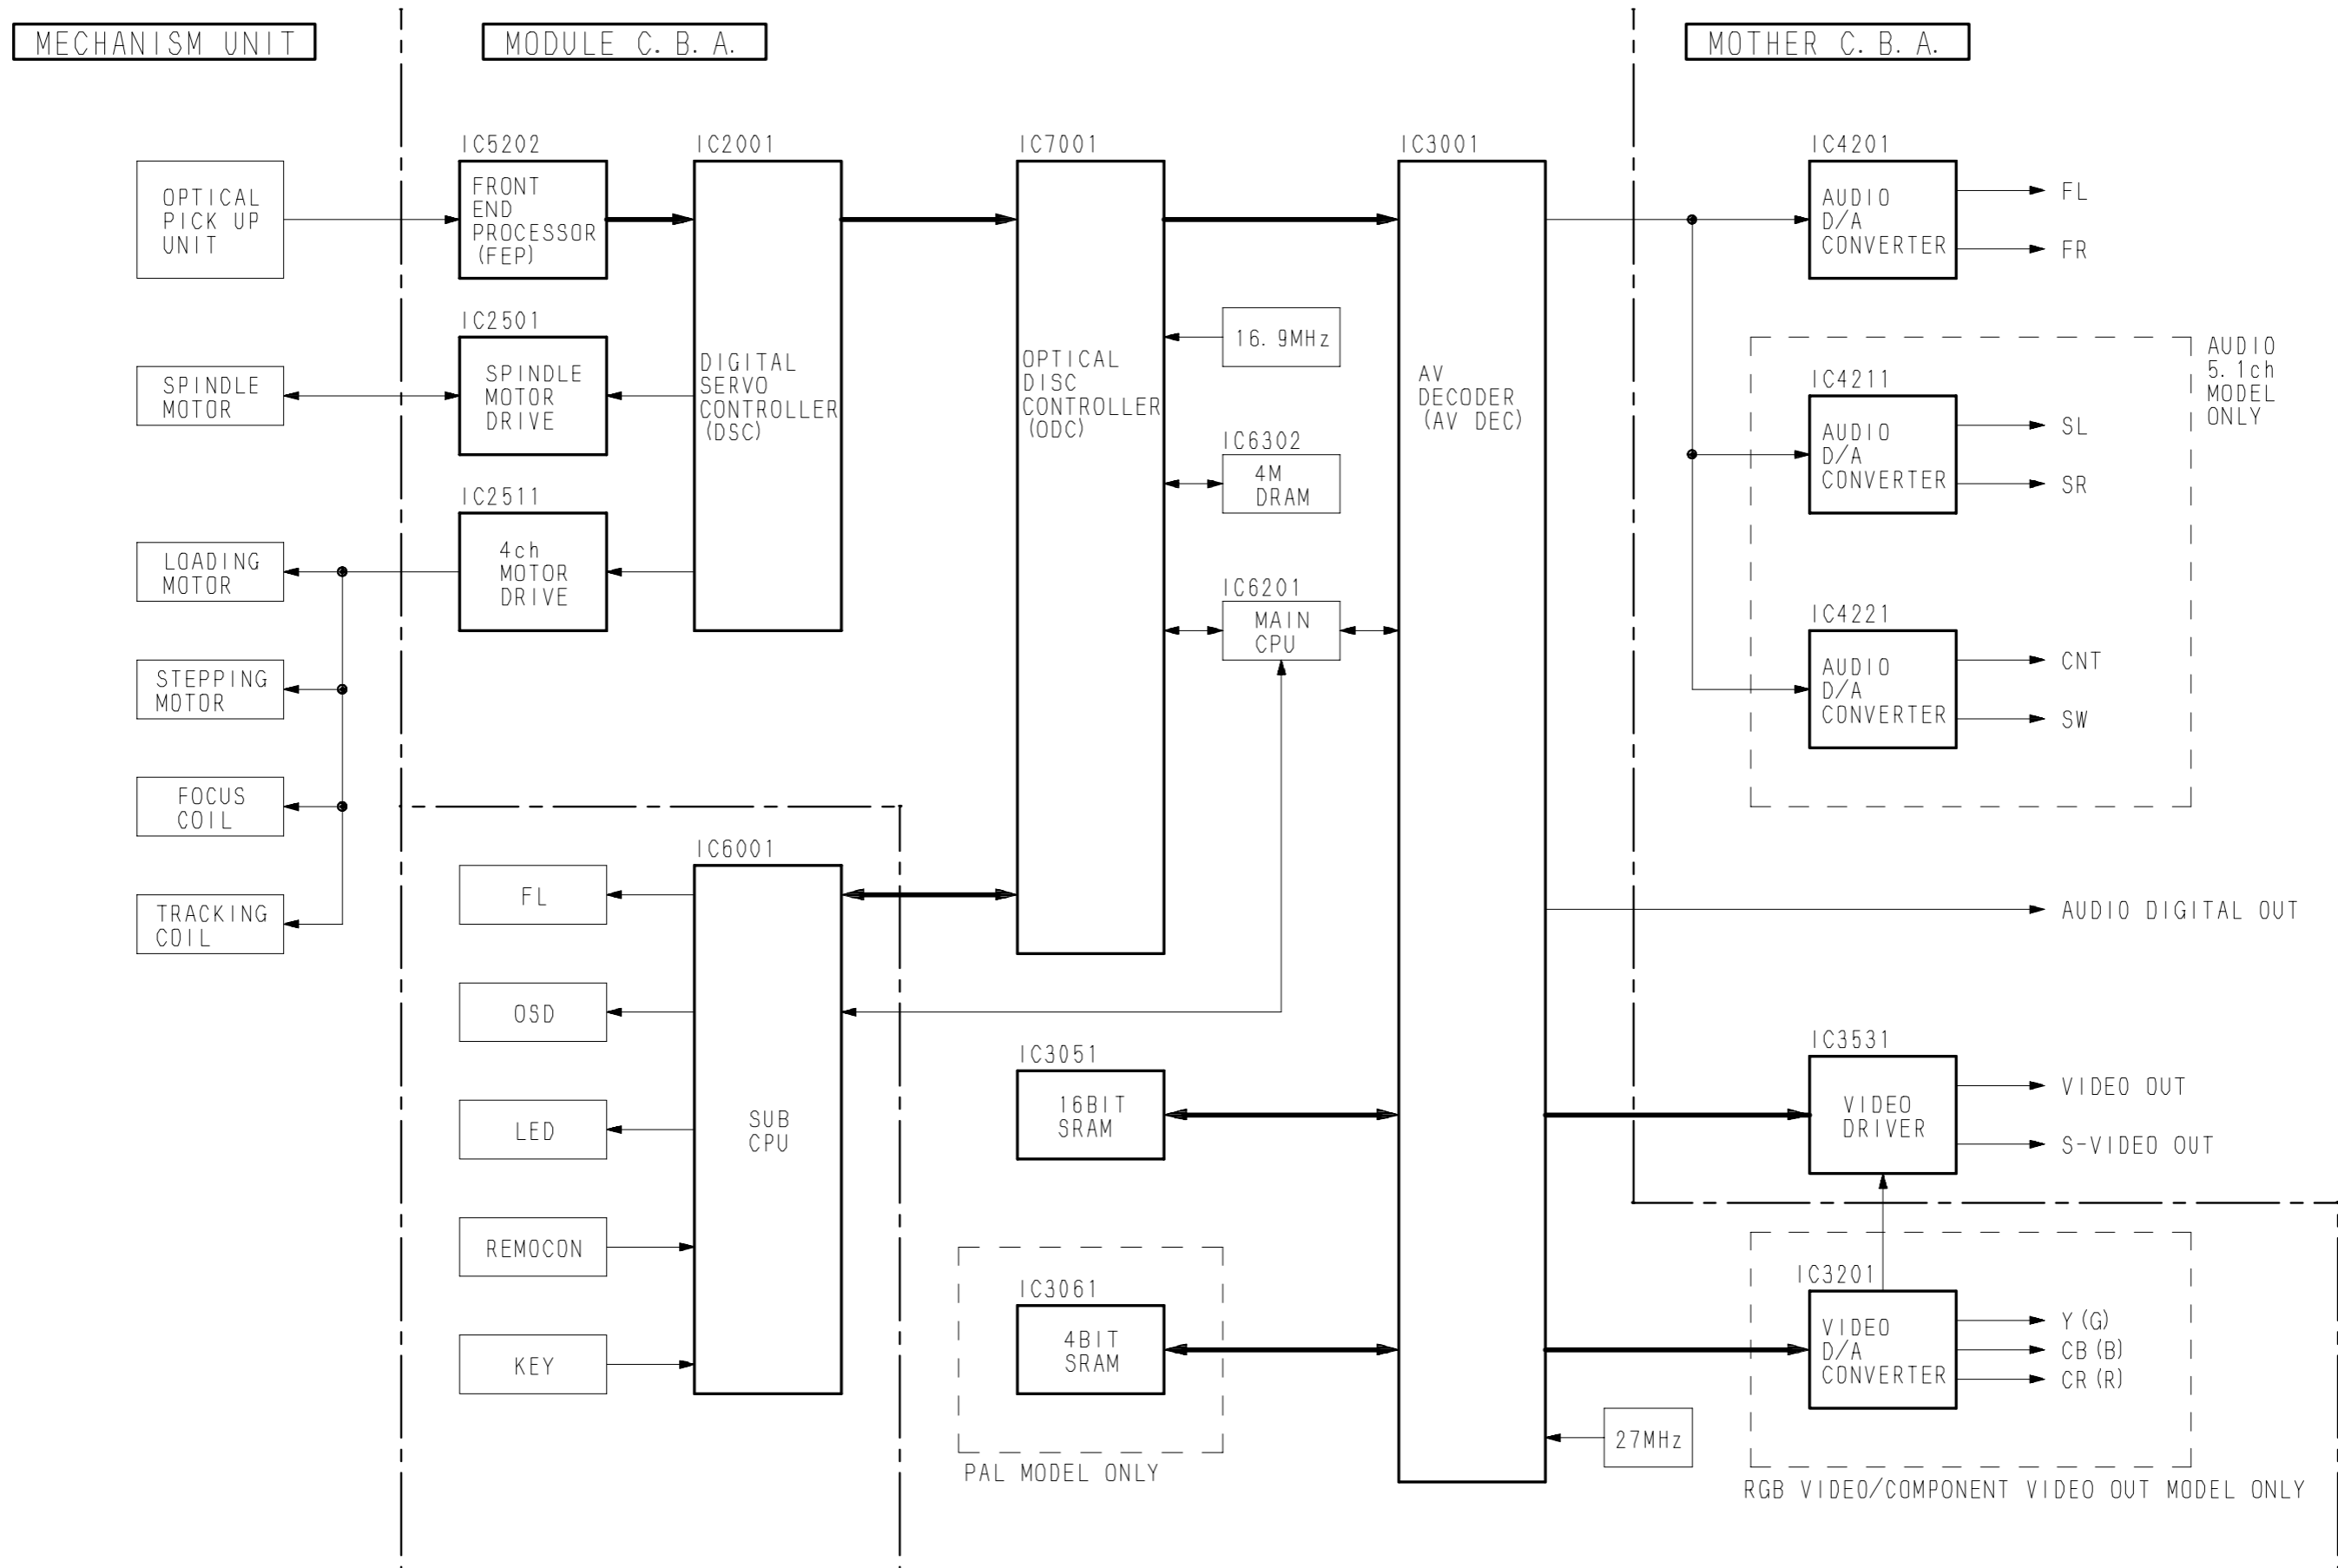 MECHANISM UNIT
MODULE C. B. A.
MOTHER C. B. A.
OPTICAL
PICK UP
UNIT
SPINDLE
MOTOR
LOADING
MOTOR
STEPPING
MOTOR
FOCUS
COIL
TRACKING
COIL
IC5202
FRONT
END
PROCESSOR
(FEP)
IC2501
SPINDLE
MOTOR
DRIVE
IC2511
4ch
MOTOR
DRIVE
IC2001
DIGITAL
SERVO
CONTROLLER
(DSC)
FL
OSD
LED
REMOCON
KEY
IC6001
SUB
CPU
IC7001
OPTICAL
DISC
CONTROLLER
(ODC)
16. 9MHz
IC6302
4M
DRAM
IC6201
MAIN
CPU
IC3051
16BIT
SRAM
IC3061
4BIT
SRAM
PAL MODEL ONLY
IC3001
AV
DECODER
(AV DEC)
27MHz
IC4201
AUDIO
D/A
CONVERTER
FL
FR
AUDIO
5. 1ch
MODEL
ONLY
IC4211
AUDIO
D/A
CONVERTER
SL
SR
IC4221
AUDIO
D/A
CONVERTER
CNT
SW
AUDIO DIGITAL OUT
IC3531
VIDEO
DRIVER
VIDEO OUT
S-VIDEO OUT
IC3201
VIDEO
D/A
CONVERTER
Y (G)
CB (B)
CR (R)
RGB VIDEO/COMPONENT VIDEO OUT MODEL ONLY